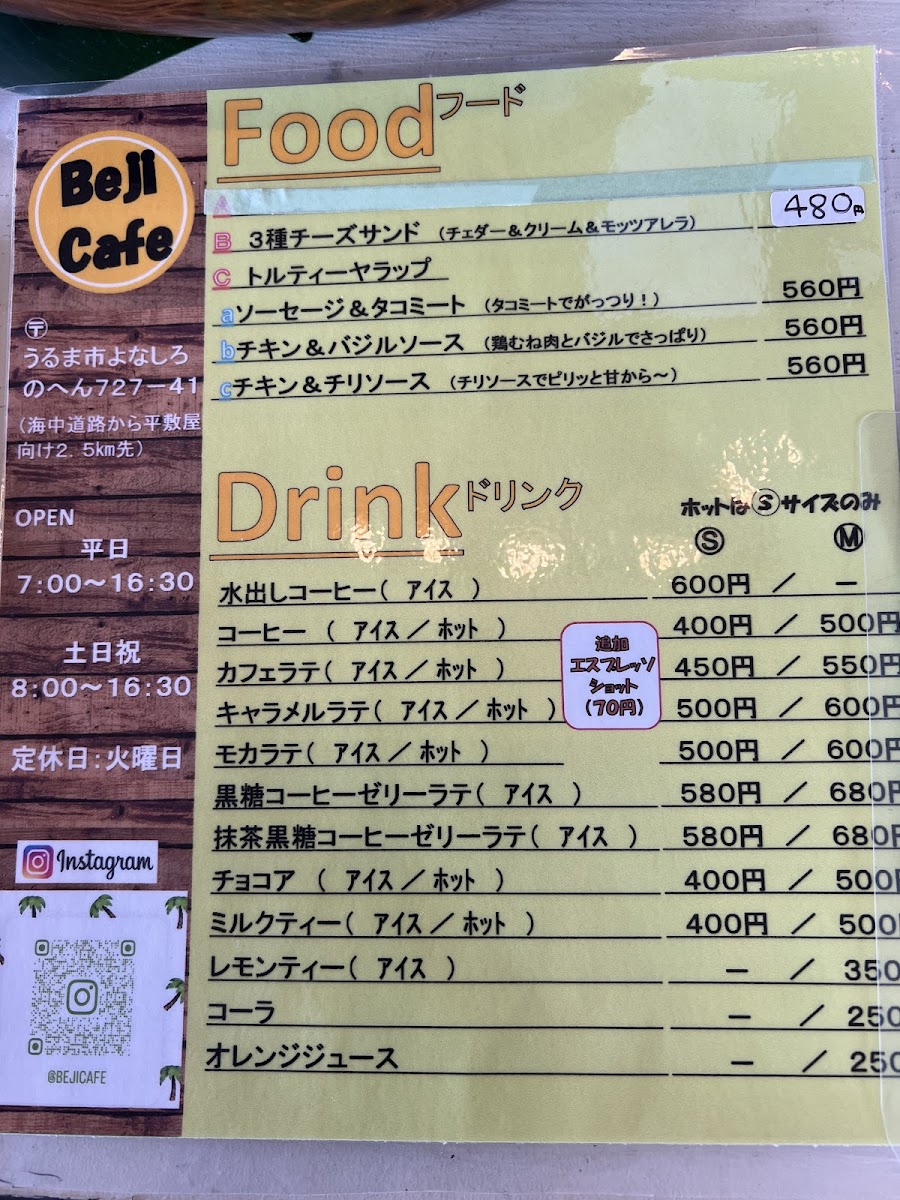 Beji
Cafe
〒
うるま市よなしろ
のへん727－41
(海中道路から平敷屋
向け2.5km先)
OPEN
平日
7:00～16:30
土日祝
8:00～16:30
定休日:火曜日
Instagram
@BEJICAFE
Food フード
A
B 3種チーズサンド (チェダー＆クリーム＆モッツアレラ) 480円
C トルティーヤラップ
aソーセージ＆タコミート (タコミートでがっつり！) 560円
bチキン＆バジルソース (鶏むね肉とバジルでさっぱり) 560円
cチキン＆チリソース (チリソースでピリッと甘から～) 560円
Drink ドリンク
ホットはⓈサイズのみ
Ⓢ Ⓜ
水出しコーヒー( アイス ) 600円 ／ －
コーヒー ( アイス／ホット ) 400円 ／ 500円
カフェラテ( アイス／ホット ) 450円 ／ 550円
キャラメルラテ( アイス／ホット ) 500円 ／ 600円
追加
エスプレッソ
ショット
(70円)
モカラテ( アイス／ホット ) 500円 ／ 600円
黒糖コーヒーゼリーラテ( アイス ) 580円 ／ 680円
抹茶黒糖コーヒーゼリーラテ( アイス ) 580円 ／ 680円
チョコア ( アイス／ホット ) 400円 ／ 500円
ミルクティー( アイス／ホット ) 400円 ／ 500
レモンティー( アイス ) － ／ 350
コーラ － ／ 250
オレンジジュース － ／ 250